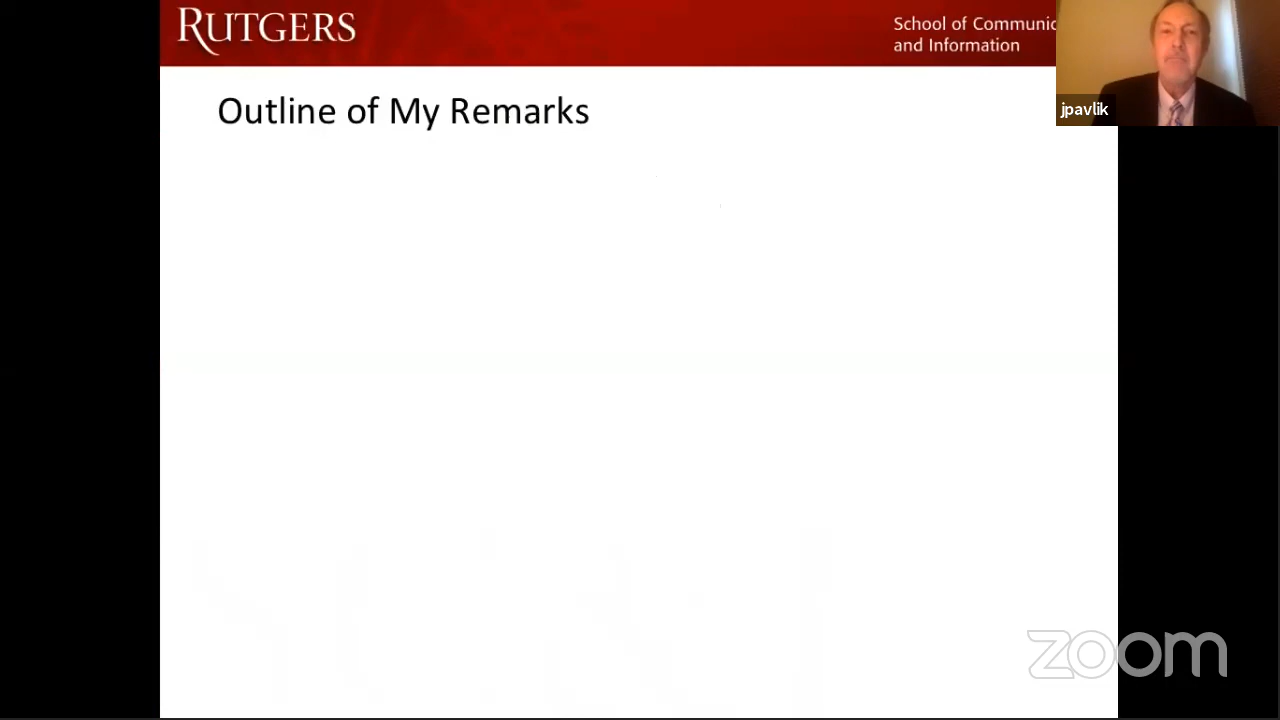 RUTGERS
School of Communic
and Information
jpavlik
Outline of My Remarks
zoom